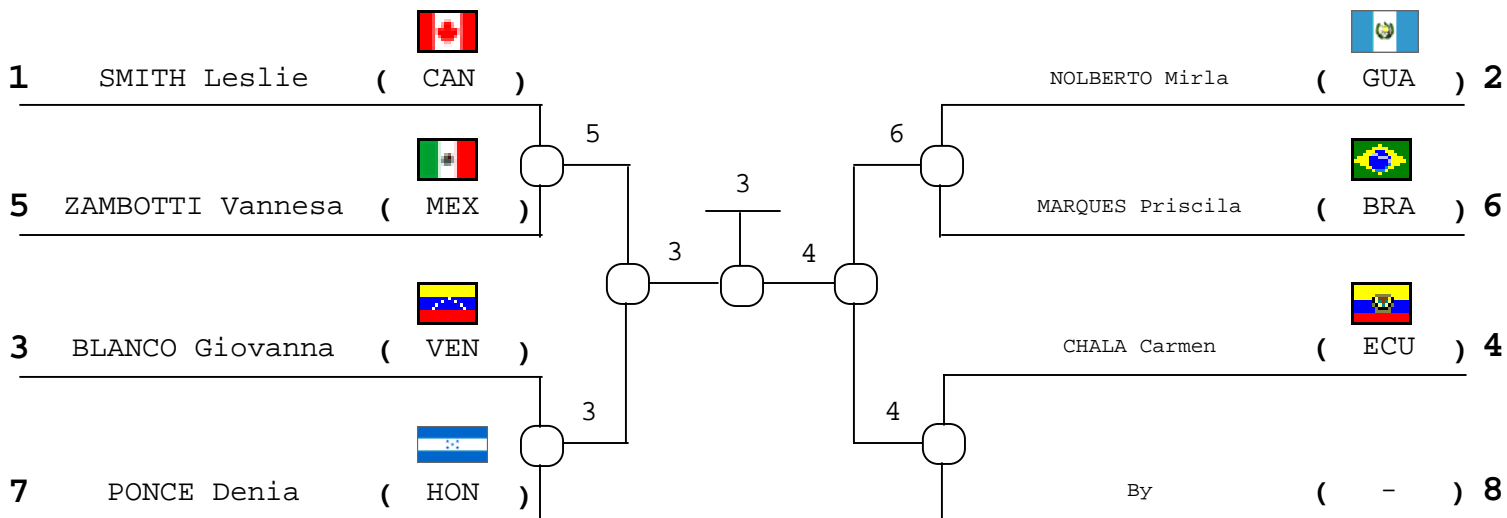 1 SMITH Leslie ( CAN ) NOLBERTO Mirla ( GUA ) 2
5 6
5 ZAMBOTTI Vannesa ( MEX ) 3 MARQUES Priscila ( BRA ) 6
3 4
3 BLANCO Giovanna ( VEN ) CHALA Carmen ( ECU ) 4
3 4
7 PONCE Denia ( HON ) By ( - ) 8